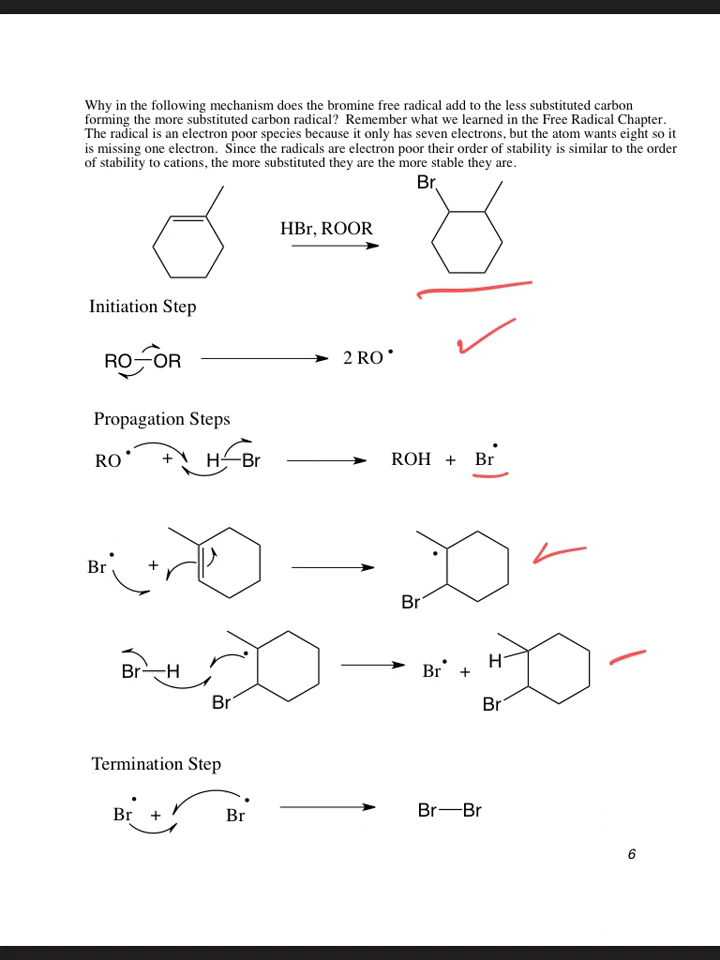 Why in the following mechanism does the bromine free radical add to the less substituted carbon
forming the more substituted carbon radical? Remember what we learned in the Free Radical Chapter.
The radical is an electron poor species because it only has seven electrons, but the atom wants eight so it
is missing one electron. Since the radicals are electron poor their order of stability is similar to the order
of stability to cations, the more substituted they are the more stable they are.
Br
HBr, ROOR
Initiation Step
RO—OR 2 RO•
Propagation Steps
RO• + H—Br ROH + Br•
Br• +
Br
Br—H Br Br• + H Br
Termination Step
Br• + Br• Br—Br
6